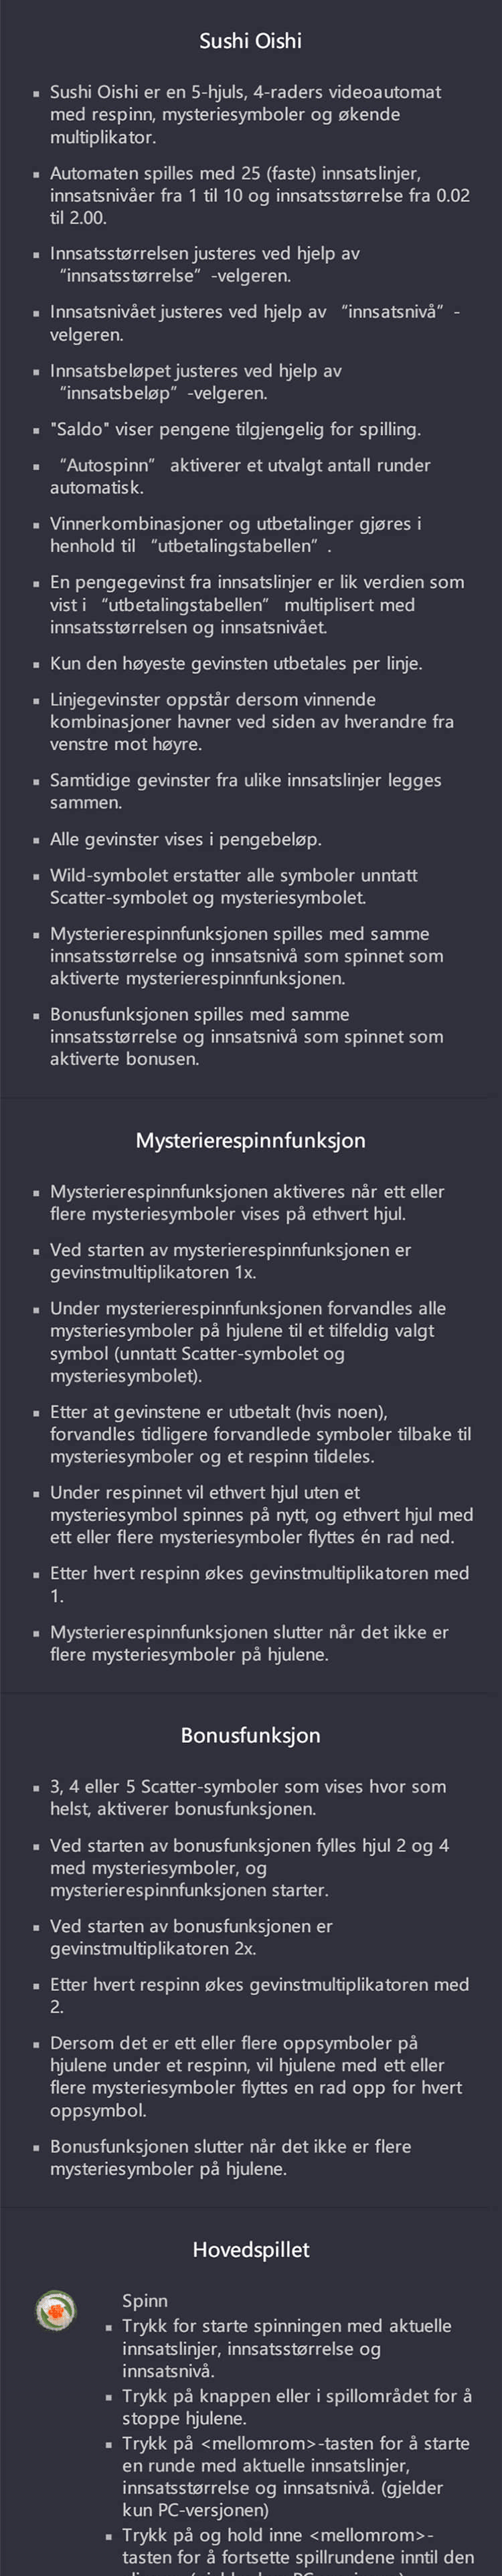 Sushi Oishi
Sushi Oishi er en 5-hjuls, 4-raders videoautomat
med respinn, mysteriesymboler og økende
multiplikator.
Automaten spilles med 25 (faste) innsatslinjer,
innsatsnivåer fra 1 til 10 og innsatsstørrelse fra 0.02
til 2.00.
Innsatsstørrelsen justeres ved hjelp av
“innsatsstørrelse” -velgeren.
Innsatsnivået justeres ved hjelp av “innsatsnivå” -
velgeren.
Innsatsbeløpet justeres ved hjelp av
“innsatsbeløp” -velgeren.
"Saldo" viser pengene tilgjengelig for spilling.
“Autospinn” aktiverer et utvalgt antall runder
automatisk.
Vinnerkombinasjoner og utbetalinger gjøres i
henhold til “utbetalingstabellen” .
En pengegevinst fra innsatslinjer er lik verdien som
vist i “utbetalingstabellen” multiplisert med
innsatsstørrelsen og innsatsnivået.
Kun den høyeste gevinsten utbetales per linje.
Linjegevinster oppstår dersom vinnende
kombinasjoner havner ved siden av hverandre fra
venstre mot høyre.
Samtidige gevinster fra ulike innsatslinjer legges
sammen.
Alle gevinster vises i pengebeløp.
Wild-symbolet erstatter alle symboler unntatt
Scatter-symbolet og mysteriesymbolet.
Mysterierespinnfunksjonen spilles med samme
innsatsstørrelse og innsatsnivå som spinnet som
aktiverte mysterierespinnfunksjonen.
Bonusfunksjonen spilles med samme
innsatsstørrelse og innsatsnivå som spinnet som
aktiverte bonusen.
Mysterierespinnfunksjon
Mysterierespinnfunksjonen aktiveres når ett eller
flere mysteriesymboler vises på ethvert hjul.
Ved starten av mysterierespinnfunksjonen er
gevinstmultiplikatoren 1x.
Under mysterierespinnfunksjonen forvandles alle
mysteriesymboler på hjulene til et tilfeldig valgt
symbol (unntatt Scatter-symbolet og
mysteriesymbolet).
Etter at gevinstene er utbetalt (hvis noen),
forvandles tidligere forvandlede symboler tilbake til
mysteriesymboler og et respinn tildeles.
Under respinnet vil ethvert hjul uten et
mysteriesymbol spinnes på nytt, og ethvert hjul med
ett eller flere mysteriesymboler flyttes én rad ned.
Etter hvert respinn økes gevinstmultiplikatoren med
1.
Mysterierespinnfunksjonen slutter når det ikke er
flere mysteriesymboler på hjulene.
Bonusfunksjon
3, 4 eller 5 Scatter-symboler som vises hvor som
helst, aktiverer bonusfunksjonen.
Ved starten av bonusfunksjonen fylles hjul 2 og 4
med mysteriesymboler, og
mysterierespinnfunksjonen starter.
Ved starten av bonusfunksjonen er
gevinstmultiplikatoren 2x.
Etter hvert respinn økes gevinstmultiplikatoren med
2.
Dersom det er ett eller flere oppsymboler på
hjulene under et respinn, vil hjulene med ett eller
flere mysteriesymboler flyttes en rad opp for hvert
oppsymbol.
Bonusfunksjonen slutter når det ikke er flere
mysteriesymboler på hjulene.
Hovedspillet
Spinn
Trykk for starte spinningen med aktuelle
innsatslinjer, innsatsstørrelse og
innsatsnivå.
Trykk på knappen eller i spillområdet for å
stoppe hjulene.
Trykk på <mellomrom>-tasten for å starte
en runde med aktuelle innsatslinjer,
innsatsstørrelse og innsatsnivå. (gjelder
kun PC-versjonen)
Trykk på og hold inne <mellomrom>-
tasten for å fortsette spillrundene inntil den